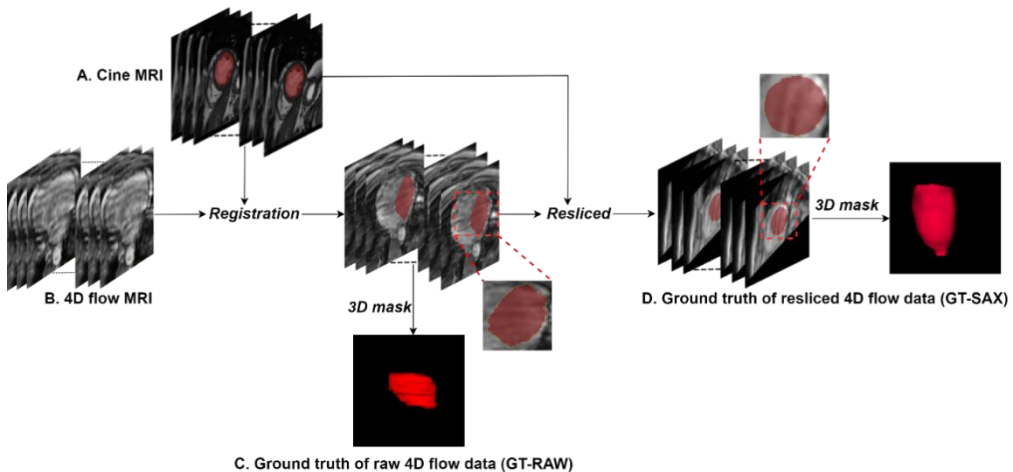 A. Cine MRI
Registration
Resliced
3D mask
B. 4D flow MRI
D. Ground truth of resliced 4D flow data (GT-SAX)
3D mask
C. Ground truth of raw 4D flow data (GT-RAW)